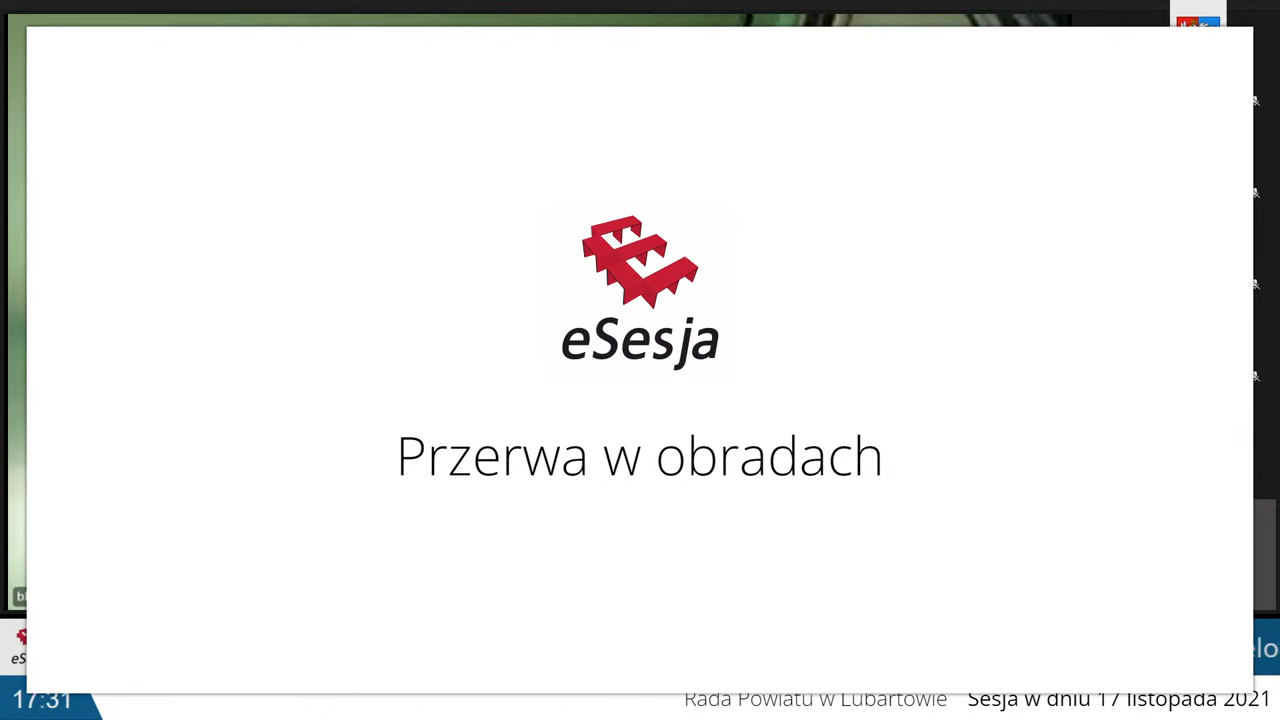 eSesja
Przerwa w obradach
17:31
Rada Powiatu w Lubartowie Sesja w dniu 17 listopada 2021